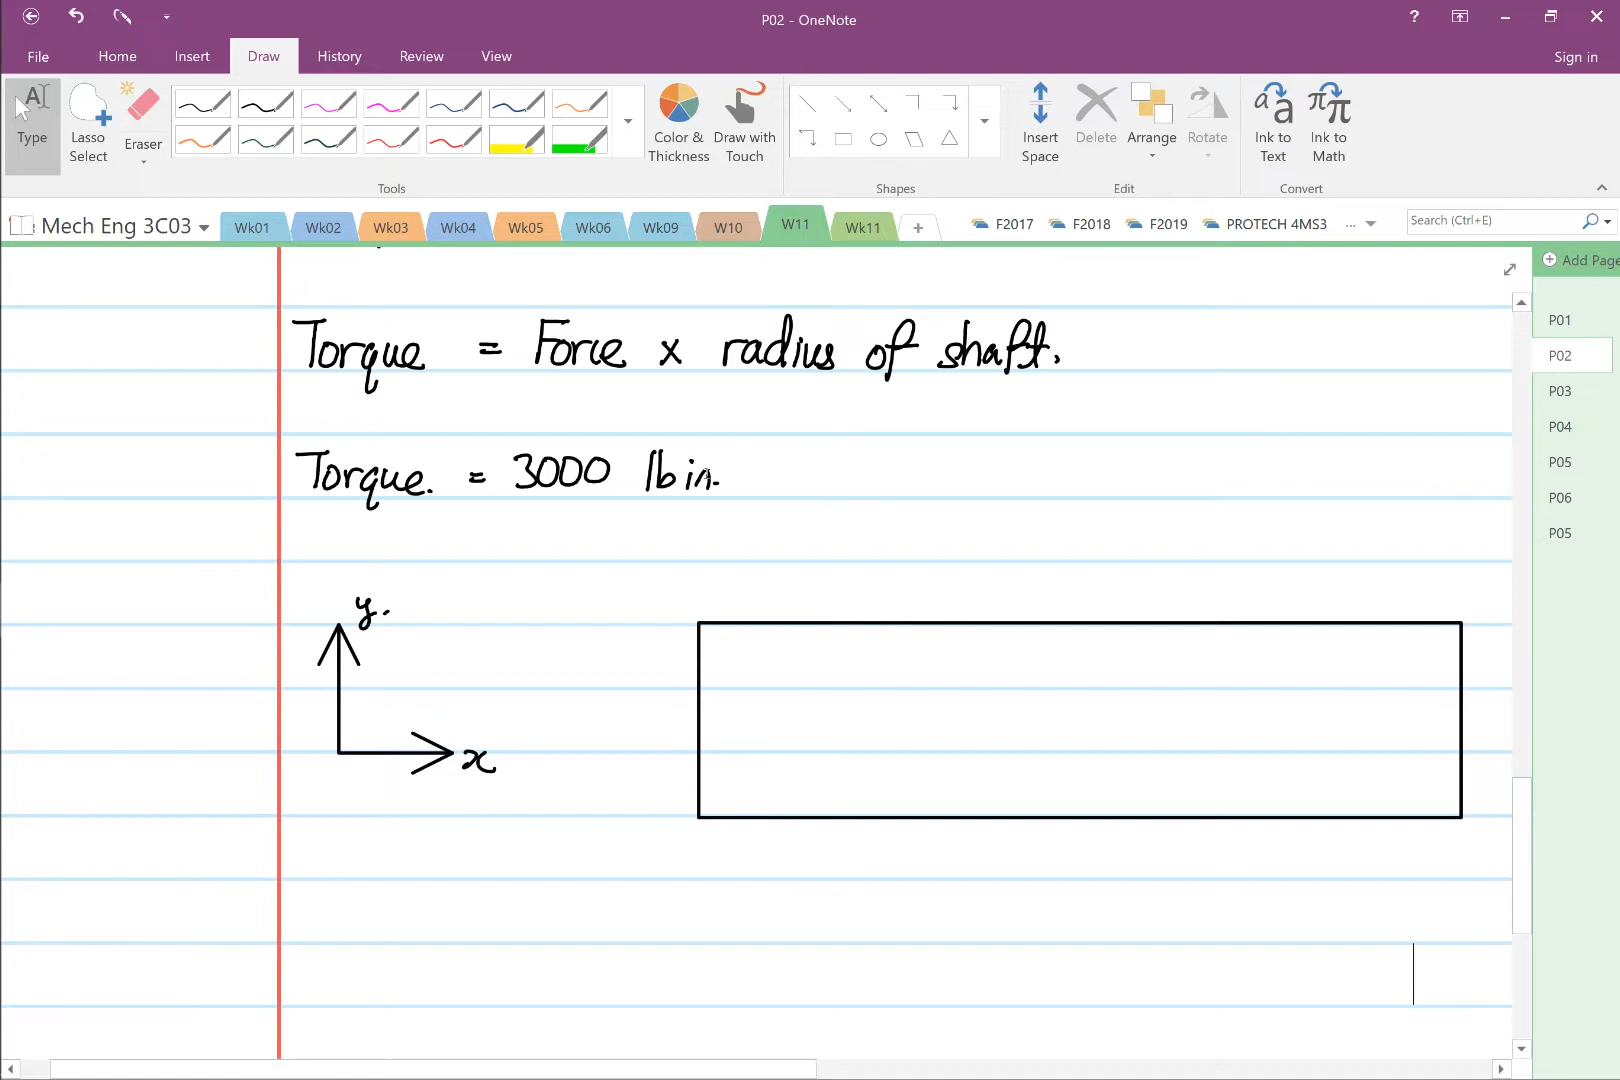 P02 - OneNote
?
File Home Insert Draw History Review View Sign in
Type
Lasso Select
Eraser
Color & Thickness
Draw with Touch
Insert Space
Delete
Arrange
Rotate
Ink to Text
Ink to Math
Tools Shapes Edit Convert
Mech Eng 3C03 Wk01 Wk02 Wk03 Wk04 Wk05 Wk06 Wk09 W10 W11 Wk11 + F2017 F2018 F2019 PROTECH 4MS3 ... Search (Ctrl+E)
Add Page
P01
P02
P03
P04
P05
P06
P05
Torque = Force x radius of shaft.
Torque. = 3000 lb in.
y.
x